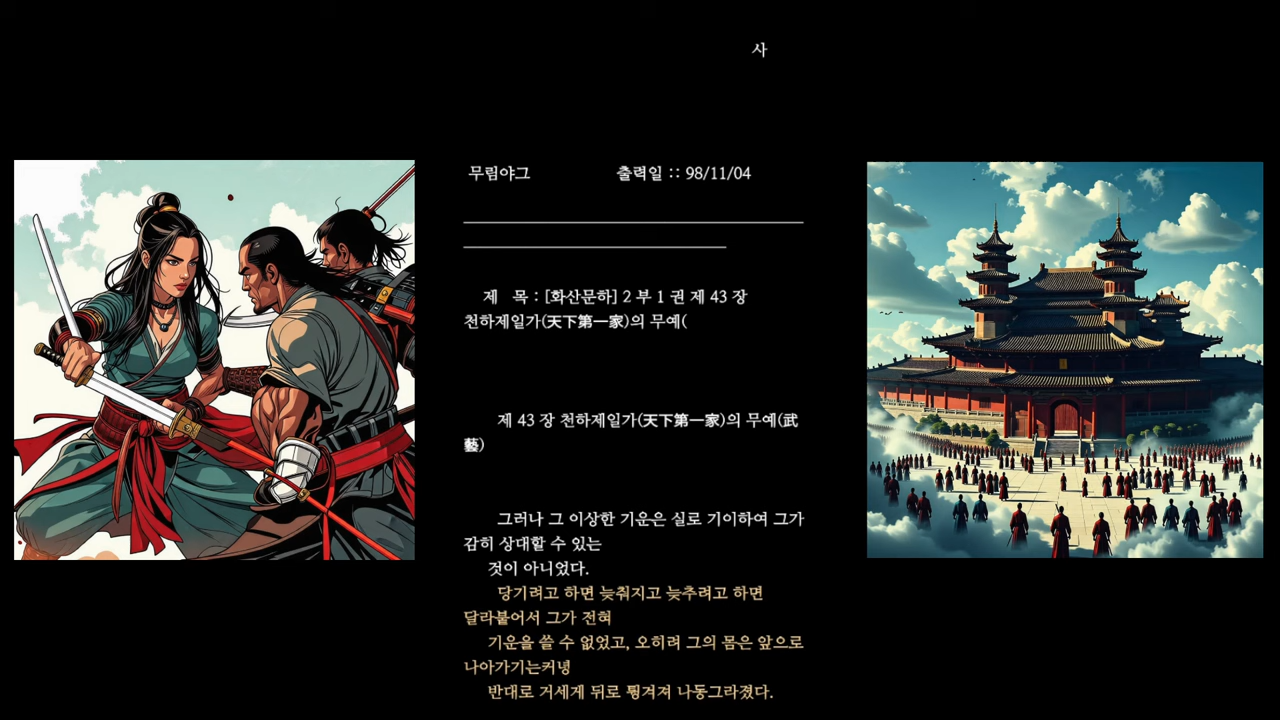 사
무림야그 출력일 :: 98/11/04
제 목 : [화산문하] 2 부 1 권 제 43 장
천하제일가(天下第一家)의 무예(
제 43 장 천하제일가(天下第一家)의 무예(武
藝)
그러나 그 이상한 기운은 실로 기이하여 그가
감히 상대할 수 있는
것이 아니었다.
당기려고 하면 늦춰지고 늦추려고 하면
달라붙어서 그가 전혀
기운을 쓸 수 없었고, 오히려 그의 몸은 앞으로
나아가기는커녕
반대로 거세게 뒤로 튕겨져 나동그라졌다.